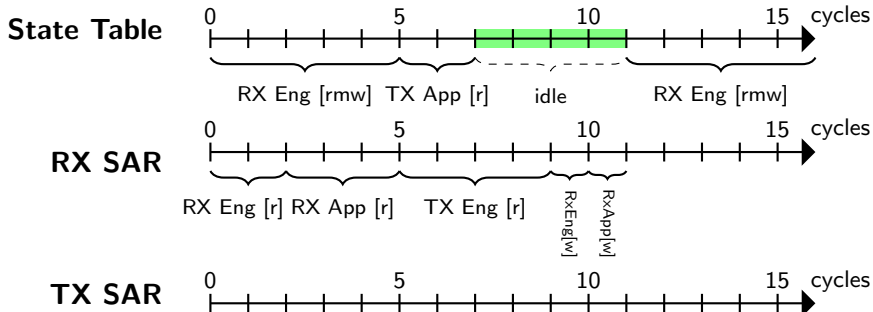 0 5 10 15 cycles
State Table
RX Eng [rmw] TX App [r] idle RX Eng [rmw]
0 5 10 15 cycles
RX SAR
RX Eng [r] RX App [r] TX Eng [r] RxEng[w] RxApp[w]
0 5 10 15 cycles
TX SAR